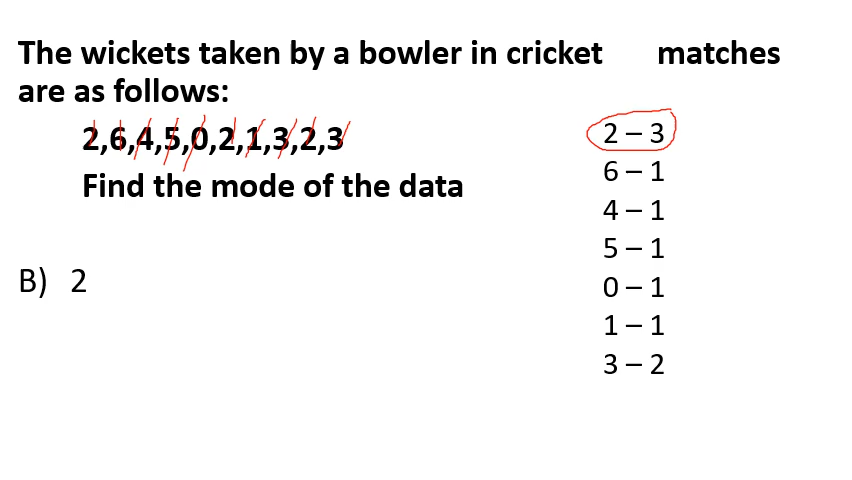 The wickets taken by a bowler in cricket matches
are as follows:
2,6,4,5,0,2,1,3,2,3
Find the mode of the data
B) 2
2 – 3
6 – 1
4 – 1
5 – 1
0 – 1
1 – 1
3 – 2